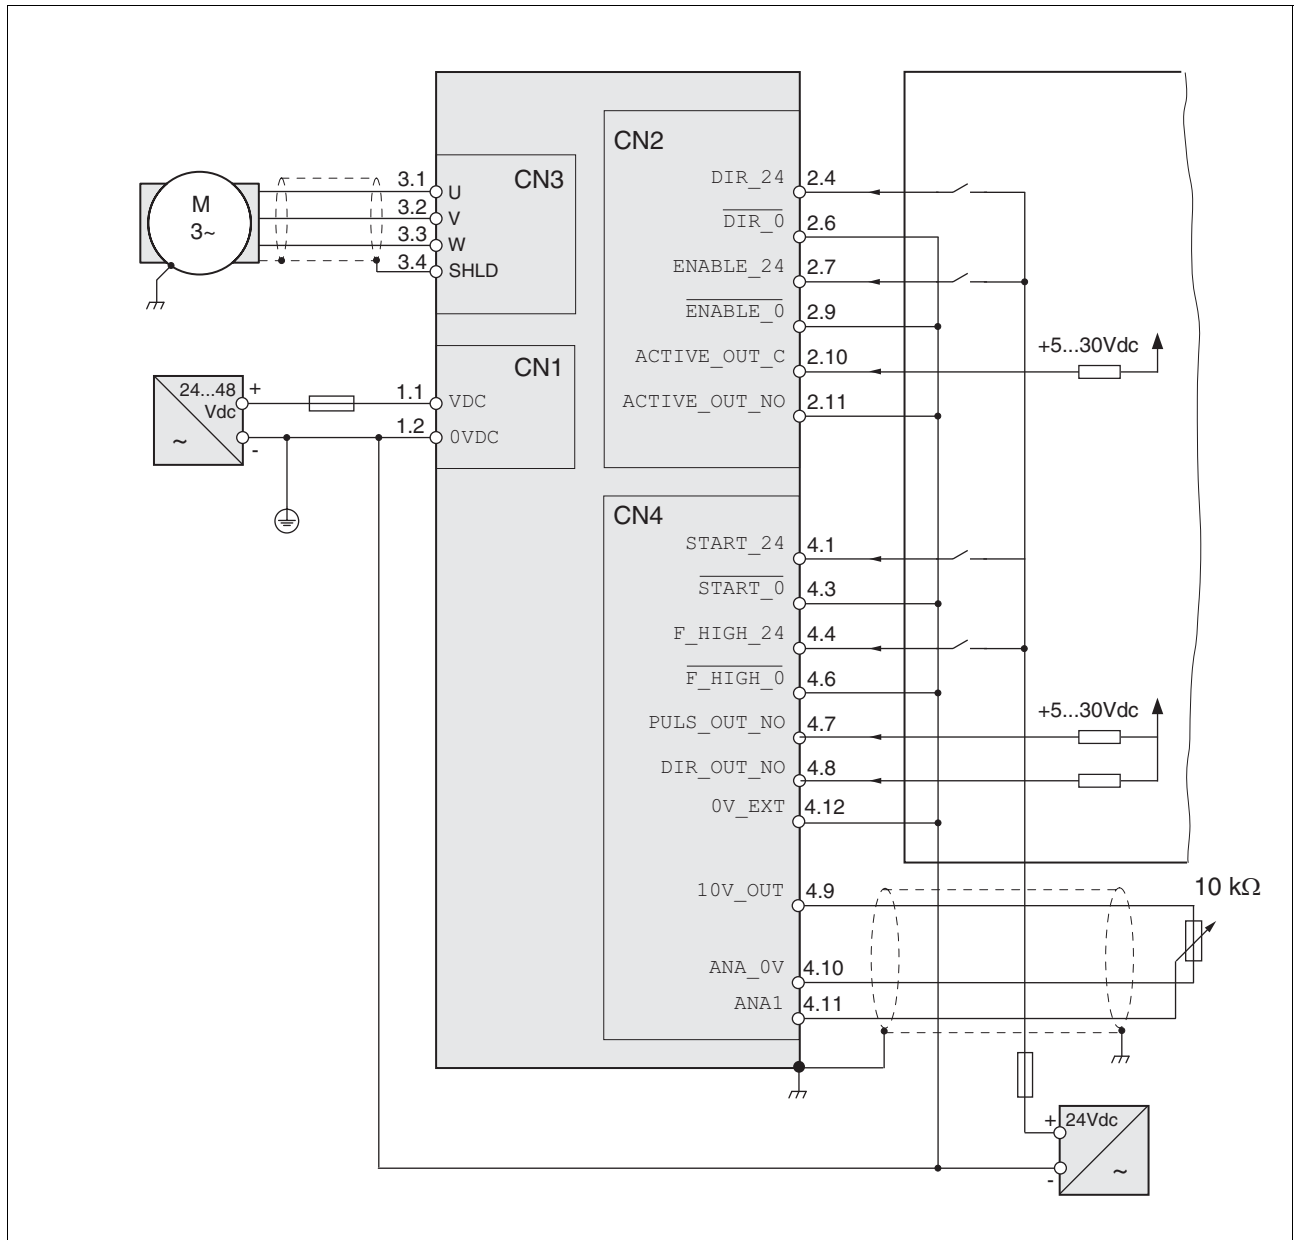 CN2
DIR_24 2.4
DIR_0 2.6
ENABLE_24 2.7
ENABLE_0 2.9
ACTIVE_OUT_C 2.10
+5...30Vdc
ACTIVE_OUT_NO 2.11
M
3~
3.1 U
3.2 V
3.3 W
3.4 SHLD
CN3
24...48
Vdc
~
+
-
1.1 VDC
1.2 0VDC
CN1
CN4
START_24 4.1
START_0 4.3
F_HIGH_24 4.4
F_HIGH_0 4.6
PULS_OUT_NO 4.7
+5...30Vdc
DIR_OUT_NO 4.8
0V_EXT 4.12
10V_OUT 4.9
10 kΩ
ANA_0V 4.10
ANA1 4.11
+
24Vdc
~
-